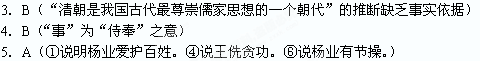 3. B（“清朝是我国古代最尊崇儒家思想的一个朝代”的推断缺乏事实依据）
4. B（“事”为“侍奉”之意）
5. A（①说明杨业爱护百姓。④说王侁贪功。⑥说杨业有节操。）